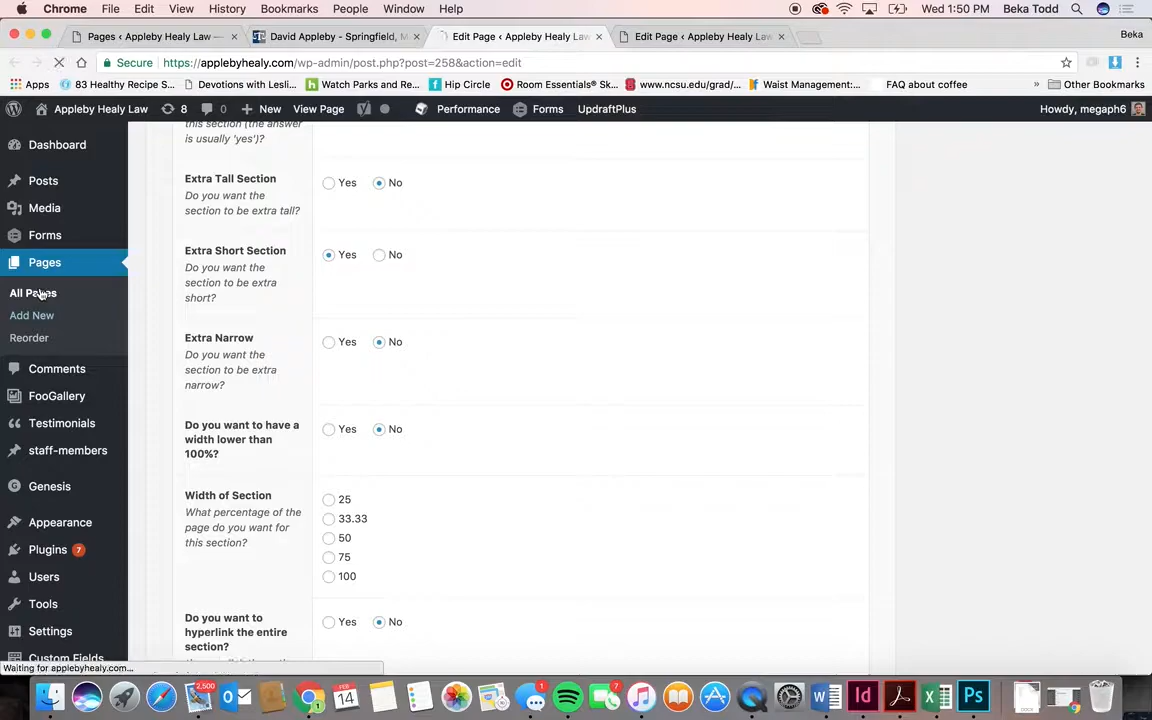 Chrome File Edit View History Bookmarks People Window Help Wed 1:50 PM Beka Todd
Pages ‹ Appleby Healy Law — David Appleby - Springfield, M Edit Page ‹ Appleby Healy Law Edit Page ‹ Appleby Healy Law Beka
Secure https://applebyhealy.com/wp-admin/post.php?post=258&action=edit
Apps 83 Healthy Recipe S... Devotions with Lesli... Watch Parks and Re... Hip Circle Room Essentials® Sk... www.ncsu.edu/grad/... Waist Management:... FAQ about coffee » Other Bookmarks
Appleby Healy Law 8 0 New View Page Performance Forms UpdraftPlus Howdy, megaph6
Dashboard
Posts
Media
Forms
Pages
All Pages
Add New
Reorder
Comments
FooGallery
Testimonials
staff-members
Genesis
Appearance
Plugins 7
Users
Tools
Settings
Custom Fields
this section (the answer
is usually 'yes')?
Extra Tall Section
Do you want the
section to be extra tall?
Yes No
Extra Short Section
Do you want the
section to be extra
short?
Yes No
Extra Narrow
Do you want the
section to be extra
narrow?
Yes No
Do you want to have a
width lower than
100%?
Yes No
Width of Section
What percentage of the
page do you want for
this section?
25
33.33
50
75
100
Do you want to
hyperlink the entire
section?
Yes No
Waiting for applebyhealy.com...
2,500 1 FEB 14 1 7 W Id X Ps